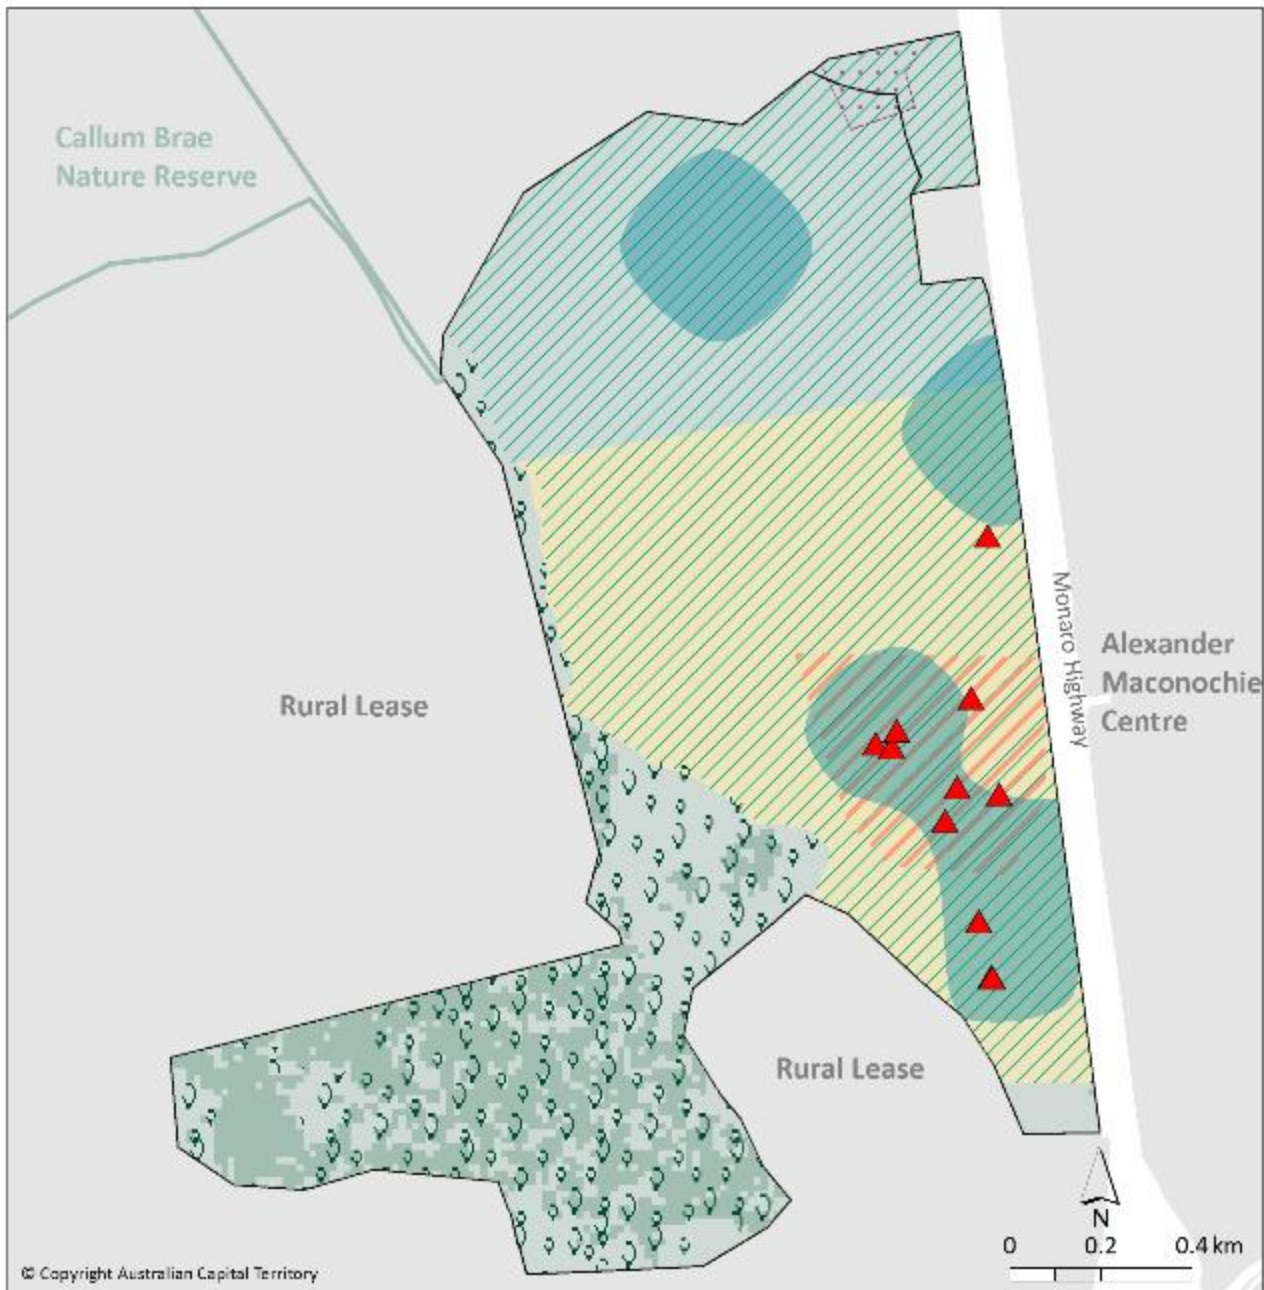 Callum Brae
Nature Reserve
Rural Lease
Monaro Highway
Alexander
Maconochie
Centre
Rural Lease
N
0 0.2 0.4 km
© Copyright Australian Capital Territory